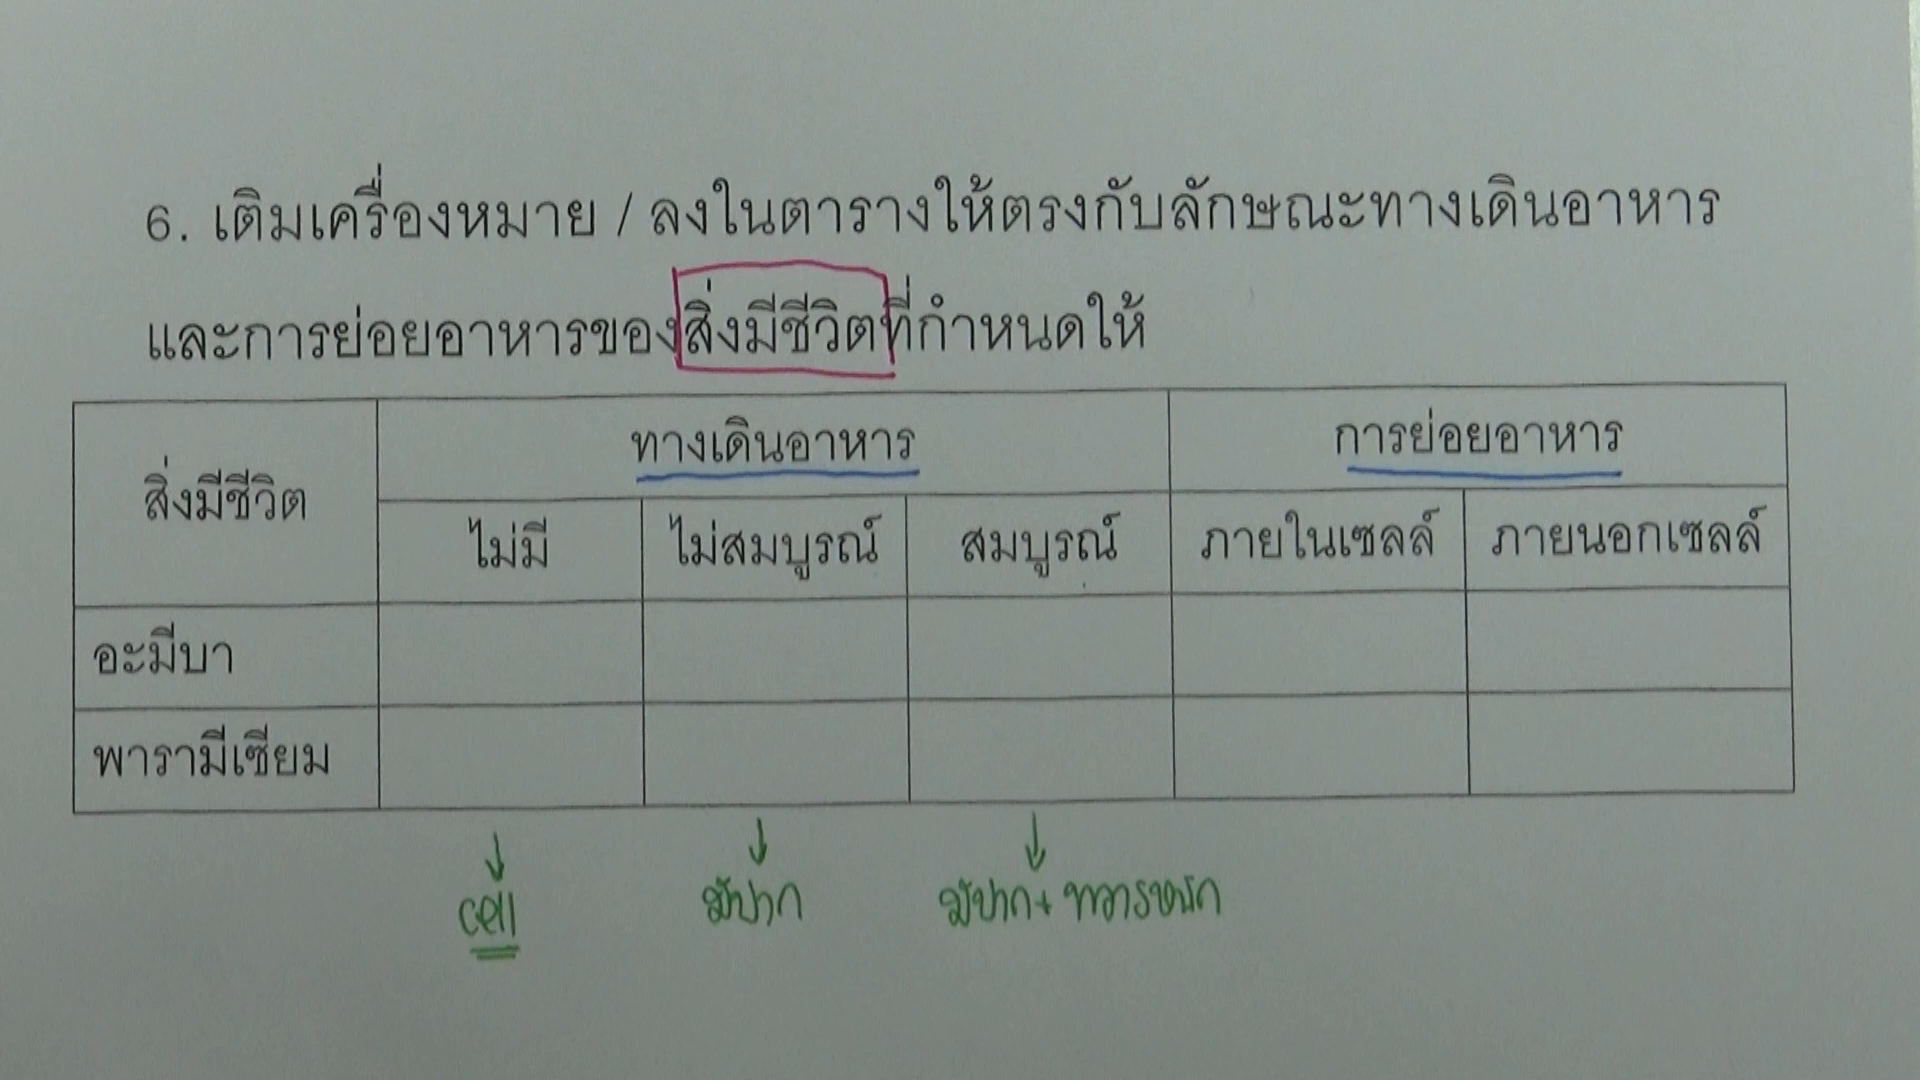 6. เติมเครื่องหมาย / ลงในตารางให้ตรงกับลักษณะทางเดินอาหาร
และการย่อยอาหารของสิ่งมีชีวิตที่กำหนดให้
สิ่งมีชีวิต ทางเดินอาหาร การย่อยอาหาร
ไม่มี ไม่สมบูรณ์ สมบูรณ์ ภายในเซลล์ ภายนอกเซลล์
อะมีบา
พารามีเซียม
cell มีปาก มีปาก+ ทวารหนัก